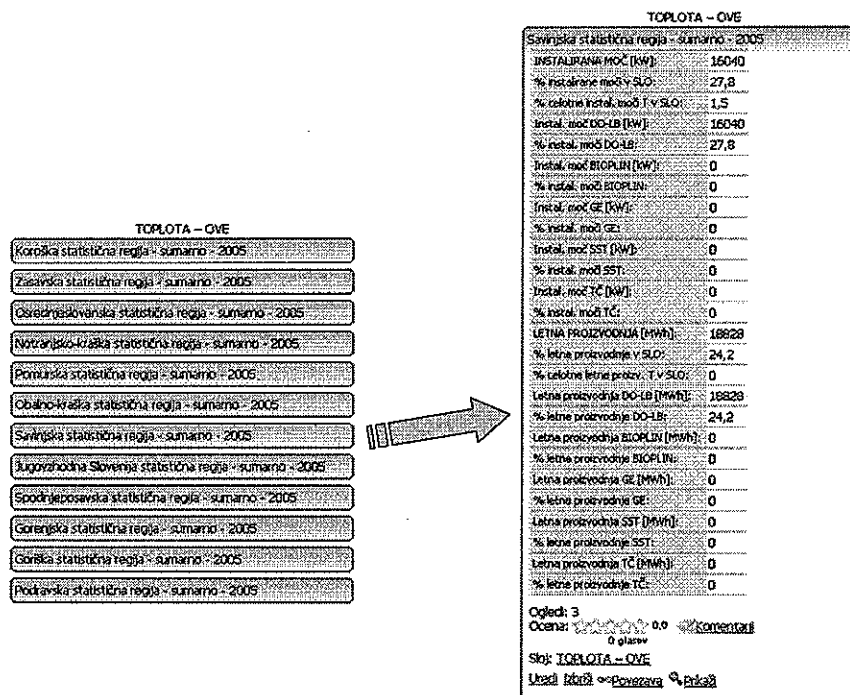 TOPLOTA – OVE
Koroška statistična regija - sumarno - 2005
Zasavska statistična regija - sumarno - 2005
Osrednjeslovanska statistična regija - sumarno - 2005
Notranjsko-kraška statistična regija - sumarno - 2005
Pomurska statistična regija - sumarno - 2005
Obalno-kraška statistična regija - sumarno - 2005
Savinjska statistična regija - sumarno - 2005
Jugovzhodna Slovenija statistična regija - sumarno - 2005
Spodnjeposavska statistična regija - sumarno - 2005
Gorenjska statistična regija - sumarno - 2005
Goriška statistična regija - sumarno - 2005
Podravska statistična regija - sumarno - 2005
TOPLOTA – OVE
Savinjska statistična regija - sumarno - 2005
INSTALIRANA MOČ [kW]: 16040
% instalirane moči v SLO: 27,8
% celotne instal. moči T v SLO: 1,5
Instal. moč DO-LB [kW]: 16040
% instal. moči DO-LB: 27,8
Instal. moč BIOPLIN [kW]: 0
% instal. moči BIOPLIN: 0
Instal. moč GE [kW]: 0
% instal. moči GE: 0
Instal. moč SST [kW]: 0
% instal. moči SST: 0
Instal. moč TČ [kW]: 0
% instal. moči TČ: 0
LETNA PROIZVODNJA [MWh]: 18828
% letne proizvodnje v SLO: 24,2
% celotne letne proizv. T v SLO: 0
Letna proizvodnja DO-LB [MWh]: 18828
% letne proizvodnje DO-LB: 24,2
Letna proizvodnja BIOPLIN [MWh]: 0
% letne proizvodnje BIOPLIN: 0
Letna proizvodnja GE [MWh]: 0
% letne proizvodnje GE: 0
Letna proizvodnja SST [MWh]: 0
% letne proizvodnje SST: 0
Letna proizvodnja TČ [MWh]: 0
% letne proizvodnje TČ: 0
Ogledi: 3
Ocena: 0,0 Komentarji
0 glasov
Sloj: TOPLOTA – OVE
Uredi Izbriši Povezava Prikaži